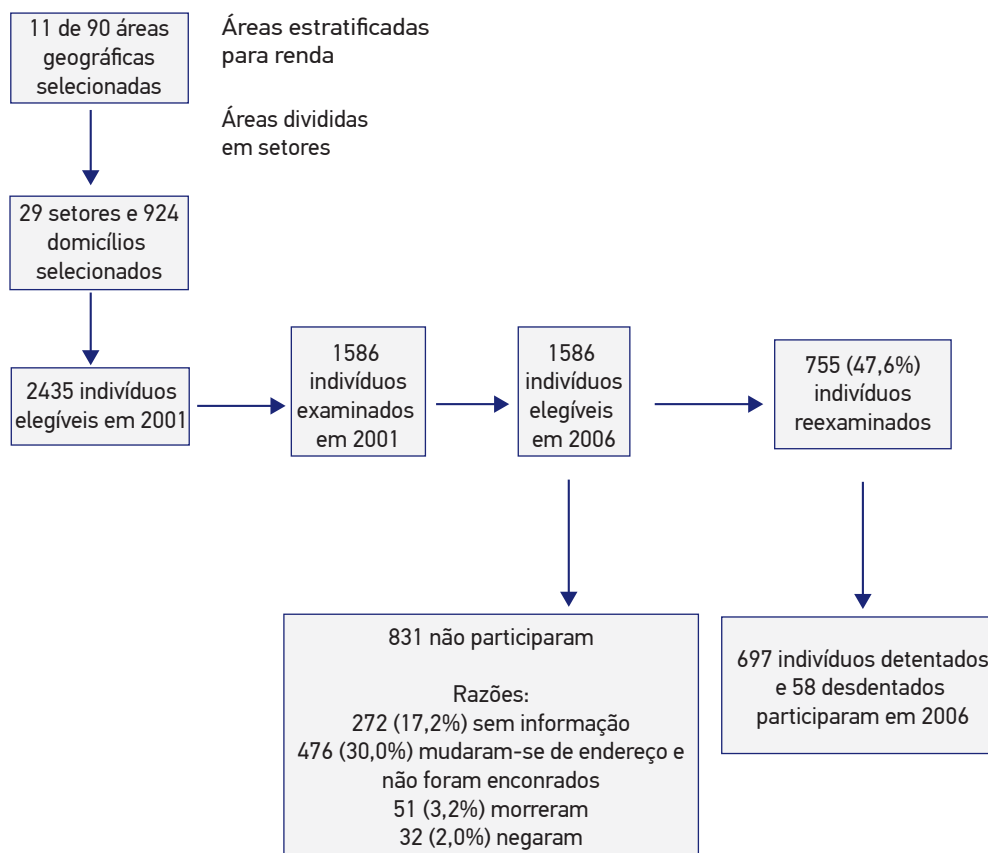 11 de 90 áreas
geográficas
selecionadas
Áreas estratificadas
para renda
Áreas divididas
em setores
29 setores e 924
domicílios
selecionados
2435 indivíduos
elegíveis em 2001
1586
indivíduos
examinados
em 2001
1586
indivíduos
elegíveis
em 2006
755 (47,6%)
indivíduos
reexaminados
831 não participaram
Razões:
272 (17,2%) sem informação
476 (30,0%) mudaram-se de endereço e
não foram enconrados
51 (3,2%) morreram
32 (2,0%) negaram
697 indivíduos detentados
e 58 desdentados
participaram em 2006